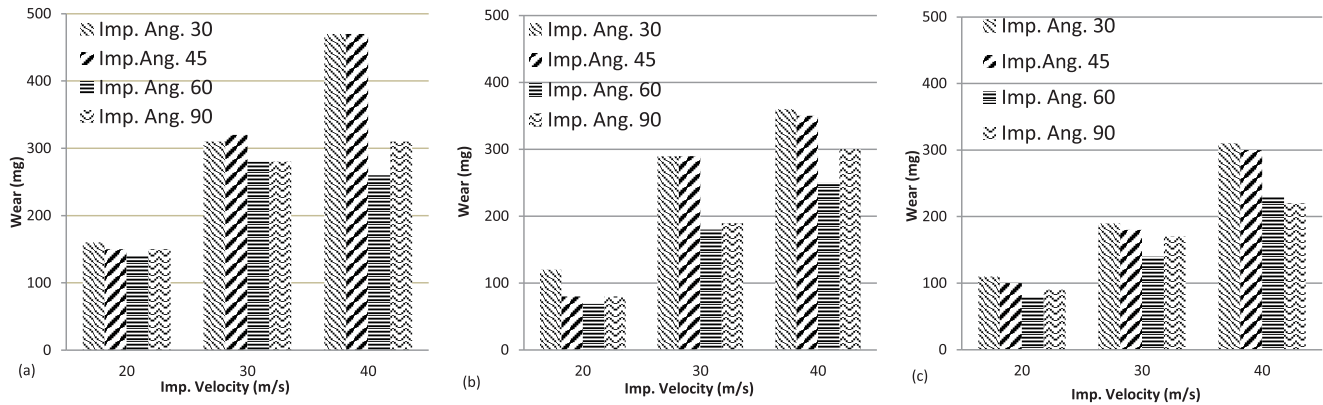 500
400
300
200
100
0
Wear (mg)
Imp. Ang. 30
Imp.Ang. 45
Imp. Ang. 60
Imp. Ang. 90
20 30 40
Imp. Velocity (m/s)
(a)
500
400
300
200
100
0
Wear (mg)
Imp. Ang. 30
Imp.Ang. 45
Imp. Ang. 60
Imp. Ang. 90
20 30 40
Imp. Velocity (m/s)
(b)
500
400
300
200
100
0
Wear (mg)
Imp. Ang. 30
Imp.Ang. 45
Imp. Ang. 60
Imp. Ang. 90
20 30 40
Imp. Velocity (m/s)
(c)